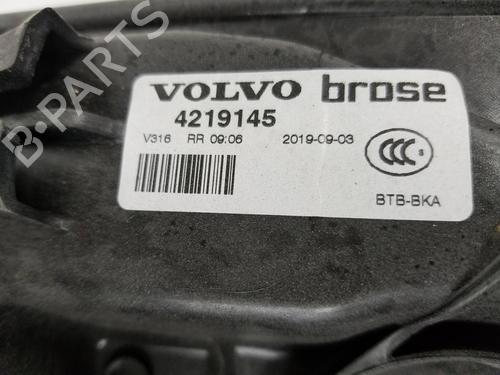 VOLVO brose
4219145
V316 RR 09:06 2019-09-03
CCC S
BTB-BKA
B-PARTS